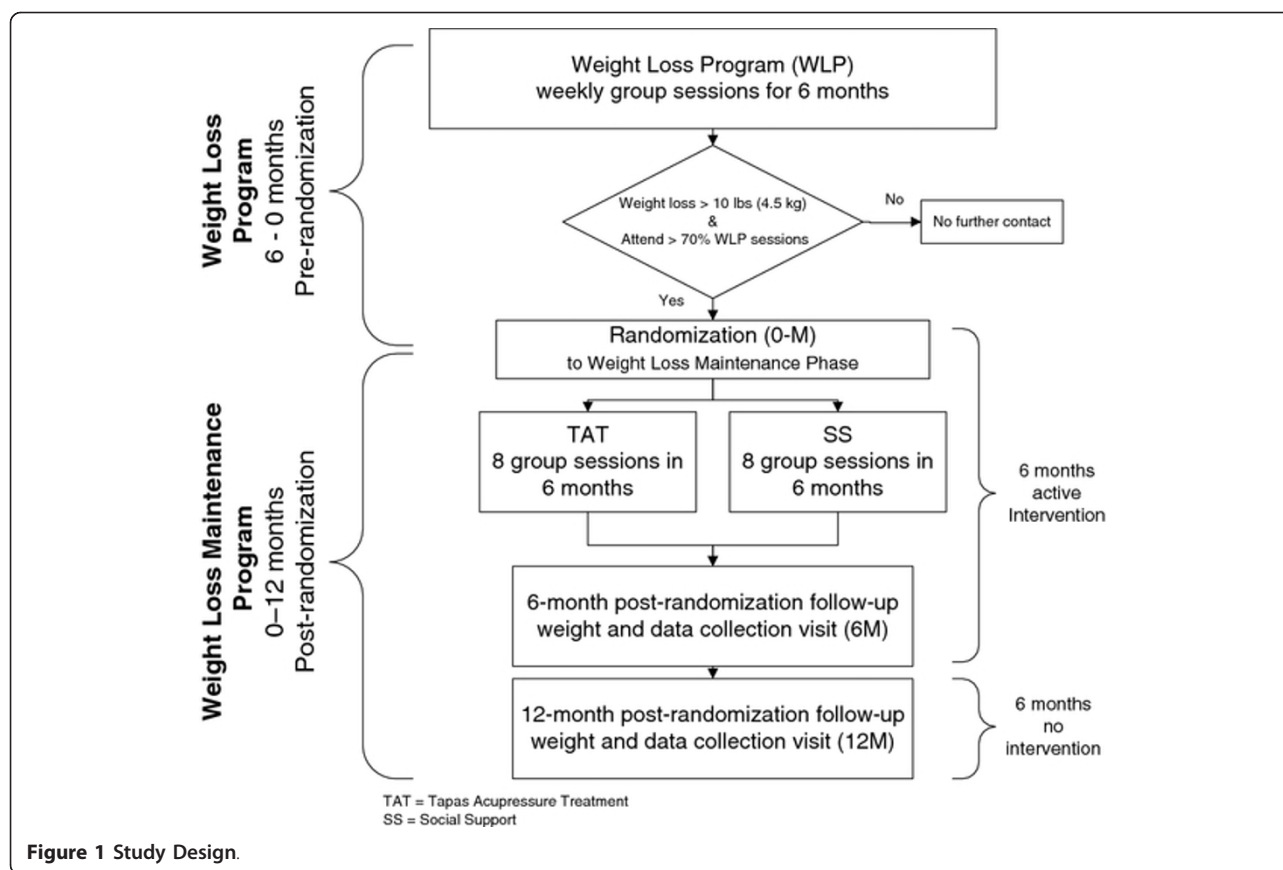 Weight Loss Program (WLP)
weekly group sessions for 6 months
Weight Loss
Program
6 - 0 months
Pre-randomization
Weight loss > 10 lbs (4.5 kg)
&
Attend > 70% WLP sessions
No
No further contact
Yes
Randomization (0-M)
to Weight Loss Maintenance Phase
TAT
8 group sessions in
6 months
SS
8 group sessions in
6 months
6 months
active
Intervention
Weight Loss Maintenance
Program
0–12 months
Post-randomization
6-month post-randomization follow-up
weight and data collection visit (6M)
12-month post-randomization follow-up
weight and data collection visit (12M)
6 months
no
intervention
TAT = Tapas Acupressure Treatment
SS = Social Support
Figure 1 Study Design.